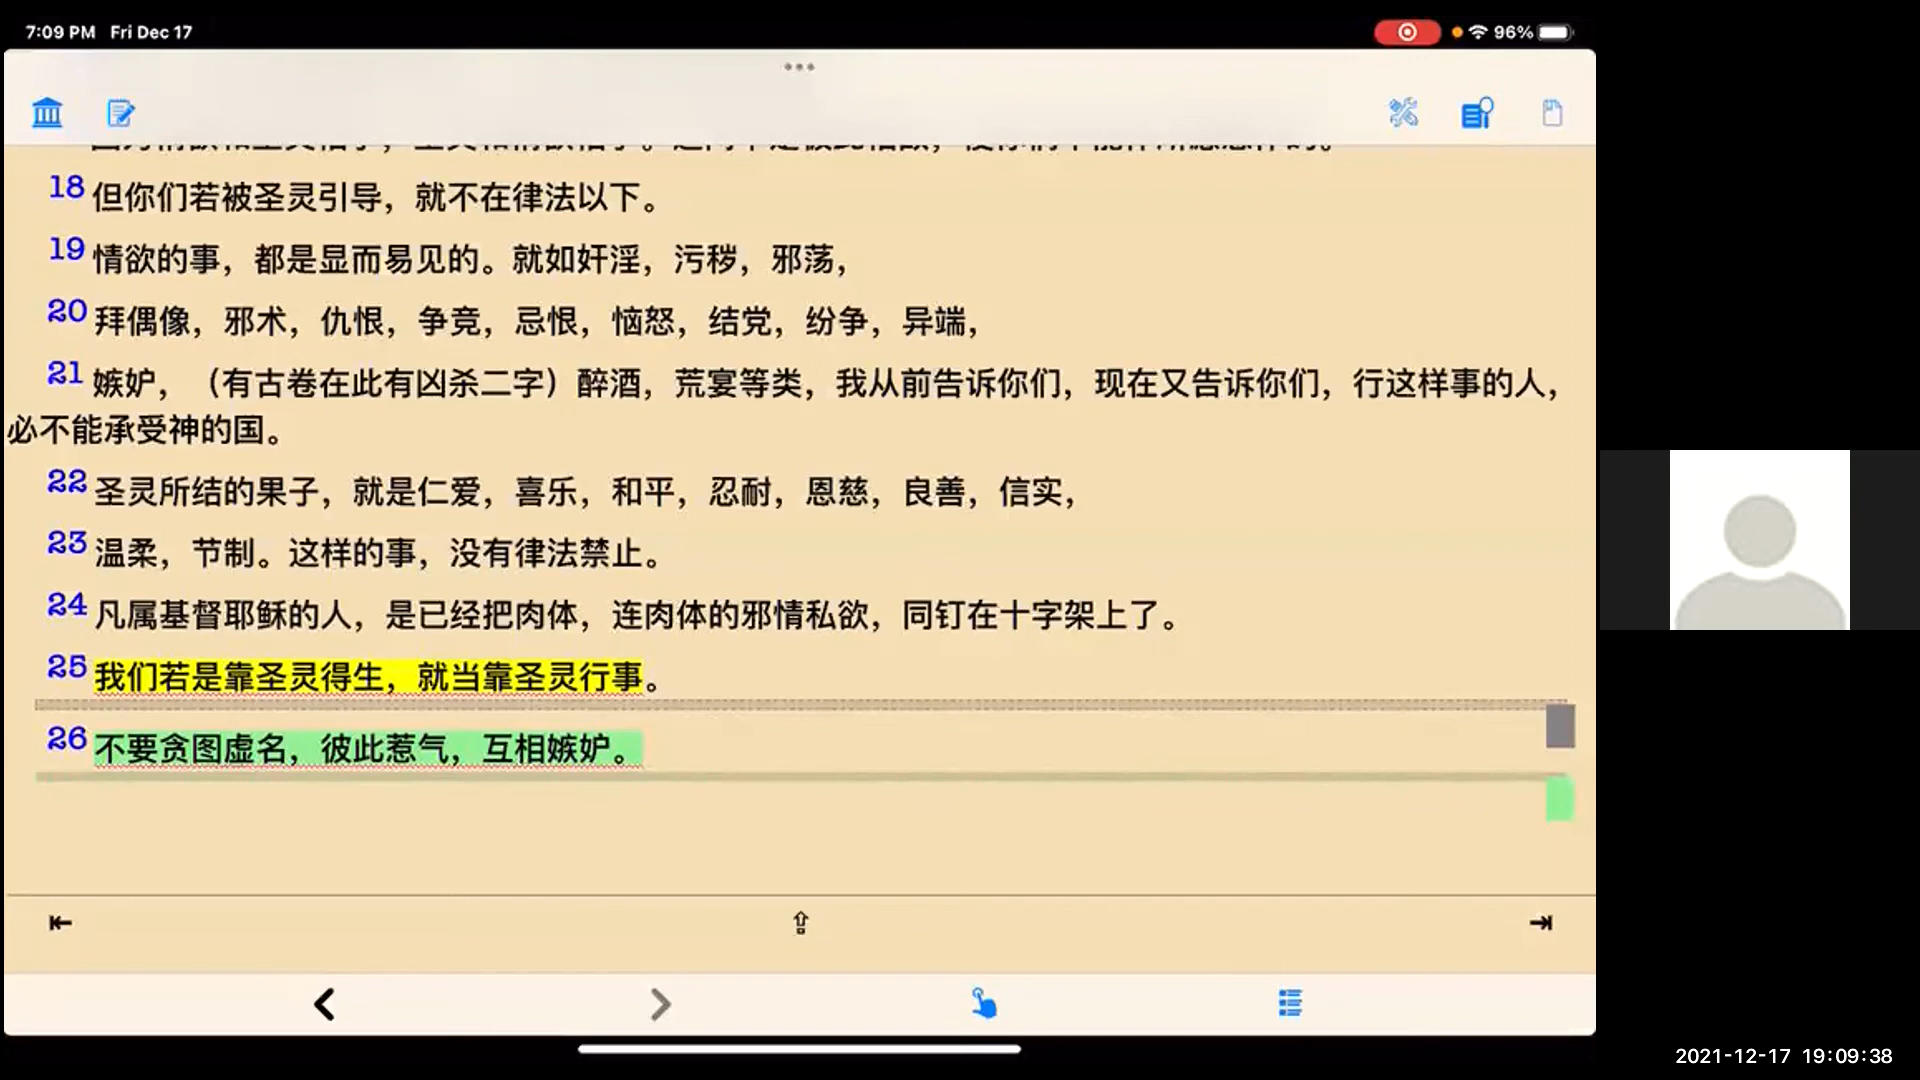 7:09 PM Fri Dec 17
96%
18 但你们若被圣灵引导，就不在律法以下。
19 情欲的事，都是显而易见的。就如奸淫，污秽，邪荡，
20 拜偶像，邪术，仇恨，争竞，忌恨，恼怒，结党，纷争，异端，
21 嫉妒，（有古卷在此有凶杀二字）醉酒，荒宴等类，我从前告诉你们，现在又告诉你们，行这样事的人，
必不能承受神的国。
22 圣灵所结的果子，就是仁爱，喜乐，和平，忍耐，恩慈，良善，信实，
23 温柔，节制。这样的事，没有律法禁止。
24 凡属基督耶稣的人，是已经把肉体，连肉体的邪情私欲，同钉在十字架上了。
25 我们若是靠圣灵得生，就当靠圣灵行事。
26 不要贪图虚名，彼此惹气，互相嫉妒。
2021-12-17 19:09:38